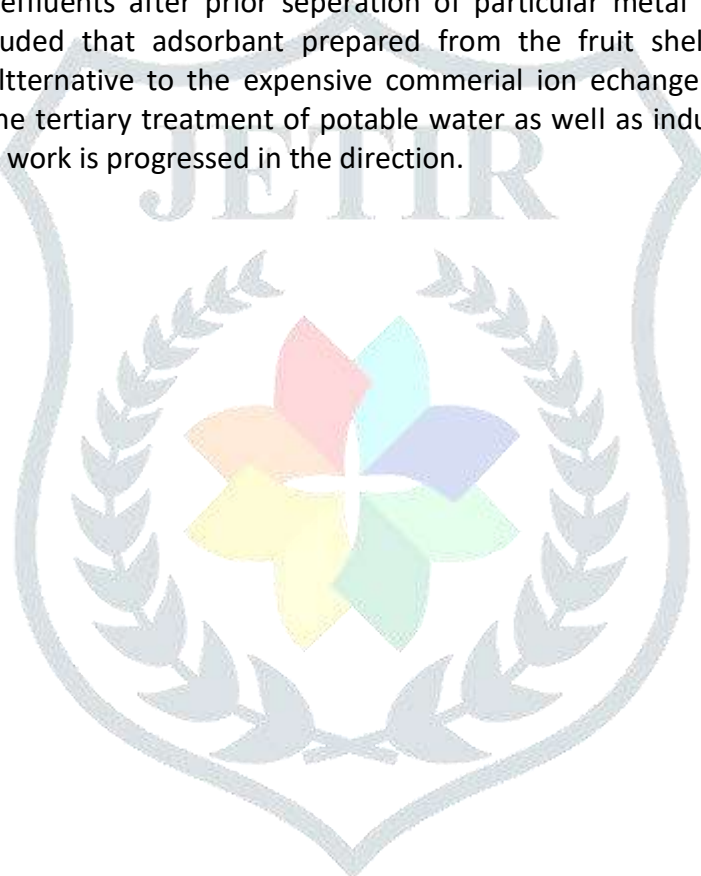 effluents after prior seperation of particular metal
uded that adsorbant prepared from the fruit shel
ltternative to the expensive commerial ion echange
he tertiary treatment of potable water as well as indu
work is progressed in the direction.
JETIR